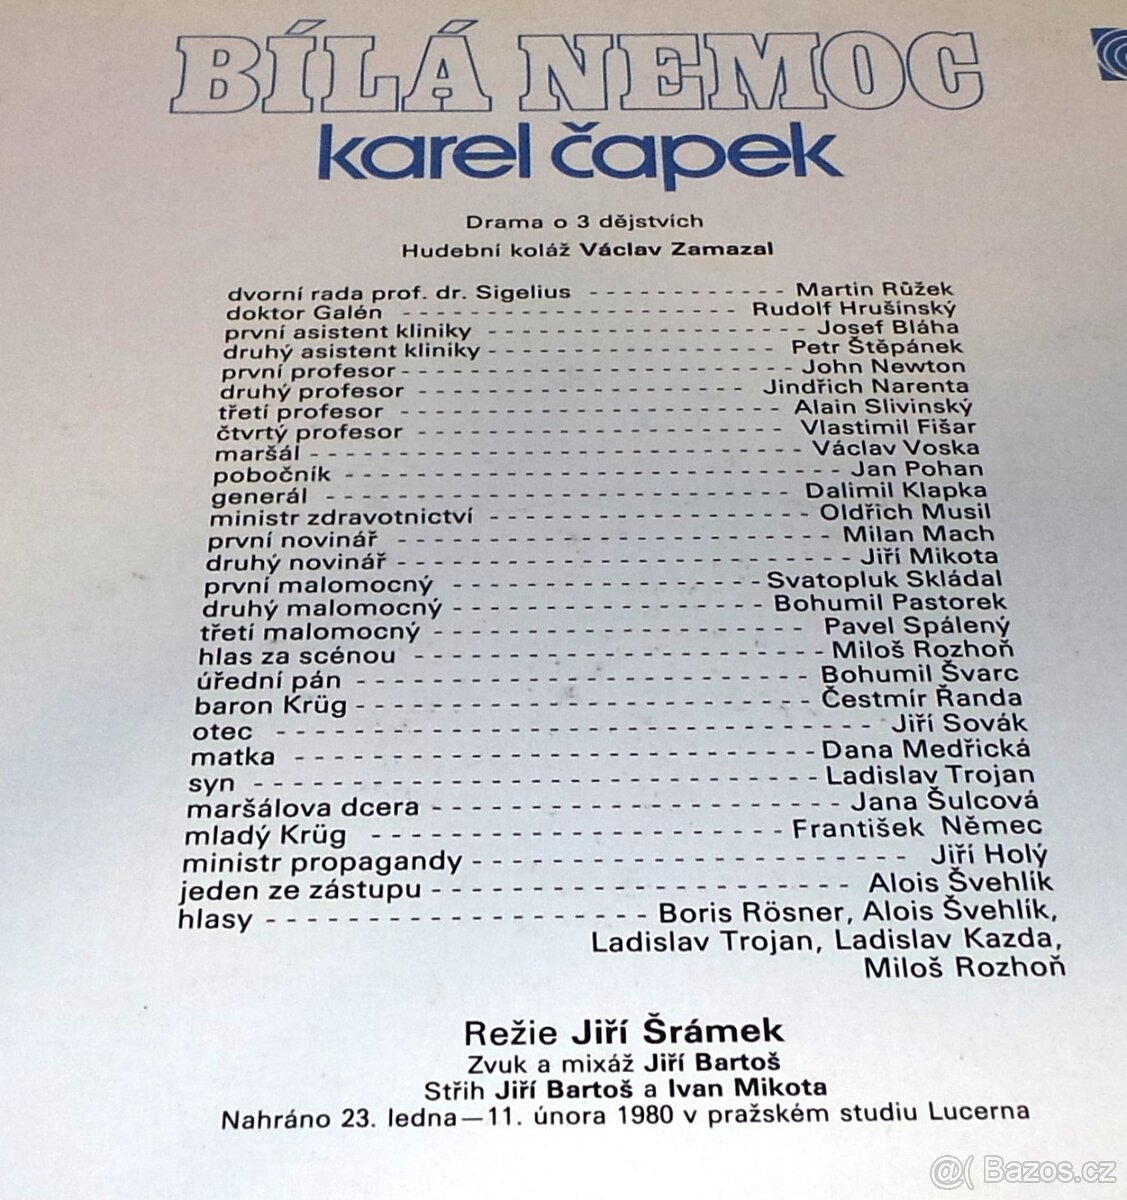 BÍLÁ NEMOC
karel čapek
Drama o 3 dějstvích
Hudební koláž Václav Zamazal
dvorní rada prof. dr. Sigelius - - - - - - - - - - - - Martin Růžek
doktor Galén - - - - - - - - - - - - - - - - - - - - - Rudolf Hrušínský
první asistent kliniky - - - - - - - - - - - - - - - - - - - Josef Bláha
druhý asistent kliniky - - - - - - - - - - - - - - - - - - Petr Štěpánek
první profesor - - - - - - - - - - - - - - - - - - - - - - - John Newton
druhý profesor - - - - - - - - - - - - - - - - - - - - Jindřich Narenta
třetí profesor - - - - - - - - - - - - - - - - - - - - - - Alain Slivinský
čtvrtý profesor - - - - - - - - - - - - - - - - - - - - - Vlastimil Fišar
maršál - - - - - - - - - - - - - - - - - - - - - - - - - - - - Václav Voska
pobočník - - - - - - - - - - - - - - - - - - - - - - - - - - - - Jan Pohan
generál - - - - - - - - - - - - - - - - - - - - - - - - - Dalimil Klapka
ministr zdravotnictví - - - - - - - - - - - - - - - - - - Oldřich Musil
první novinář - - - - - - - - - - - - - - - - - - - - - - - - Milan Mach
druhý novinář - - - - - - - - - - - - - - - - - - - - - - - - - Jiří Mikota
první malomocný - - - - - - - - - - - - - - - - - Svatopluk Skládal
druhý malomocný - - - - - - - - - - - - - - - - - Bohumil Pastorek
třetí malomocný - - - - - - - - - - - - - - - - - - - - - Pavel Spálený
hlas za scénou - - - - - - - - - - - - - - - - - - - - - - - Miloš Rozhoň
úřední pán - - - - - - - - - - - - - - - - - - - - - - - - Bohumil Švarc
baron Krüg - - - - - - - - - - - - - - - - - - - - - - - - - Čestmír Řanda
otec - - - - - - - - - - - - - - - - - - - - - - - - - - - - - - - - Jiří Sovák
matka - - - - - - - - - - - - - - - - - - - - - - - - - - - - Dana Medřická
syn - - - - - - - - - - - - - - - - - - - - - - - - - - - - - - Ladislav Trojan
maršálova dcera - - - - - - - - - - - - - - - - - - - - - - Jana Šulcová
mladý Krüg - - - - - - - - - - - - - - - - - - - - - - František Němec
ministr propagandy - - - - - - - - - - - - - - - - - - - - - - - Jiří Holý
jeden ze zástupu - - - - - - - - - - - - - - - - - - - - - - Alois Švehlík
hlasy - - - - - - - - - - - - - - - - - - - - Boris Rösner, Alois Švehlík,
Ladislav Trojan, Ladislav Kazda,
Miloš Rozhoň
Režie Jiří Šrámek
Zvuk a mixáž Jiří Bartoš
Střih Jiří Bartoš a Ivan Mikota
Nahráno 23. ledna—11. února 1980 v pražském studiu Lucerna
@( Bazos.cz